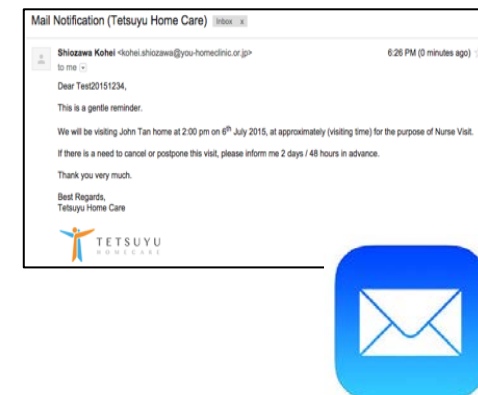 Mail Notification (Tetsuyu Home Care) Inbox x
Shiozawa Kohei <kohei.shiozawa@you-homeclinic.or.jp> 6:26 PM (0 minutes ago)
to me
Dear Test20151234,
This is a gentle reminder.
We will be visiting John Tan home at 2:00 pm on 6th July 2015, at approximately (visiting time) for the purpose of Nurse Visit.
If there is a need to cancel or postpone this visit, please inform me 2 days / 48 hours in advance.
Thank you very much.
Best Regards,
Tetsuyu Home Care
TETSUYU
HOMECARE